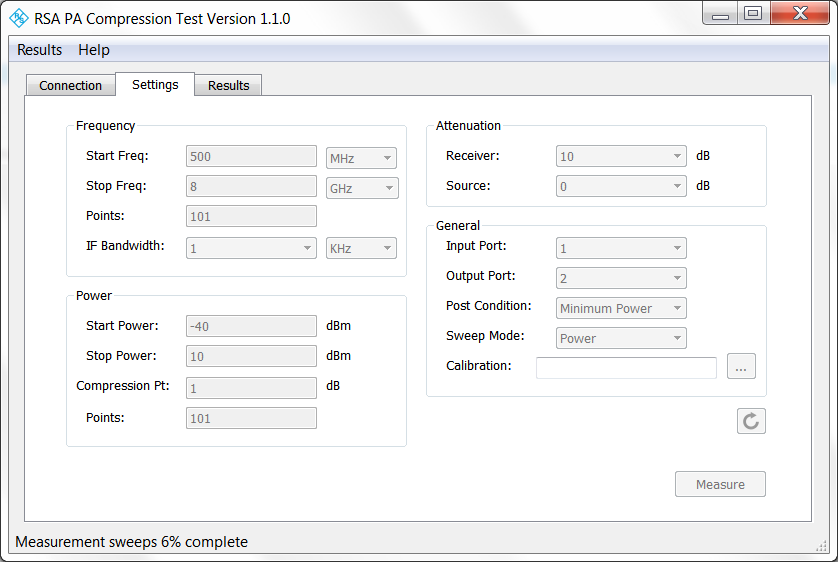 RSA PA Compression Test Version 1.1.0
Results Help
Connection Settings Results
Frequency
Start Freq: 500 MHz
Stop Freq: 8 GHz
Points: 101
IF Bandwidth: 1 KHz
Power
Start Power: -40 dBm
Stop Power: 10 dBm
Compression Pt: 1 dB
Points: 101
Attenuation
Receiver: 10 dB
Source: 0 dB
General
Input Port: 1
Output Port: 2
Post Condition: Minimum Power
Sweep Mode: Power
Calibration: ...
Measure
Measurement sweeps 6% complete